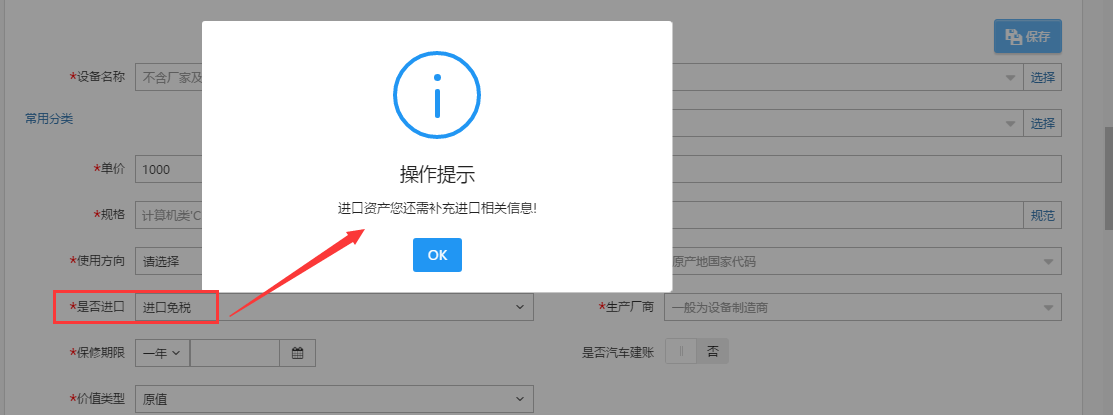 保存
*设备名称 不含厂家及 选择
常用分类 选择
*单价 1000
*规格 计算机类'C 规范
操作提示
进口资产您还需补充进口相关信息!
OK
*使用方向 请选择 原产地国家代码
*是否进口 进口免税 *生产厂商 一般为设备制造商
*保修期限 一年 是否汽车建账 否
*价值类型 原值